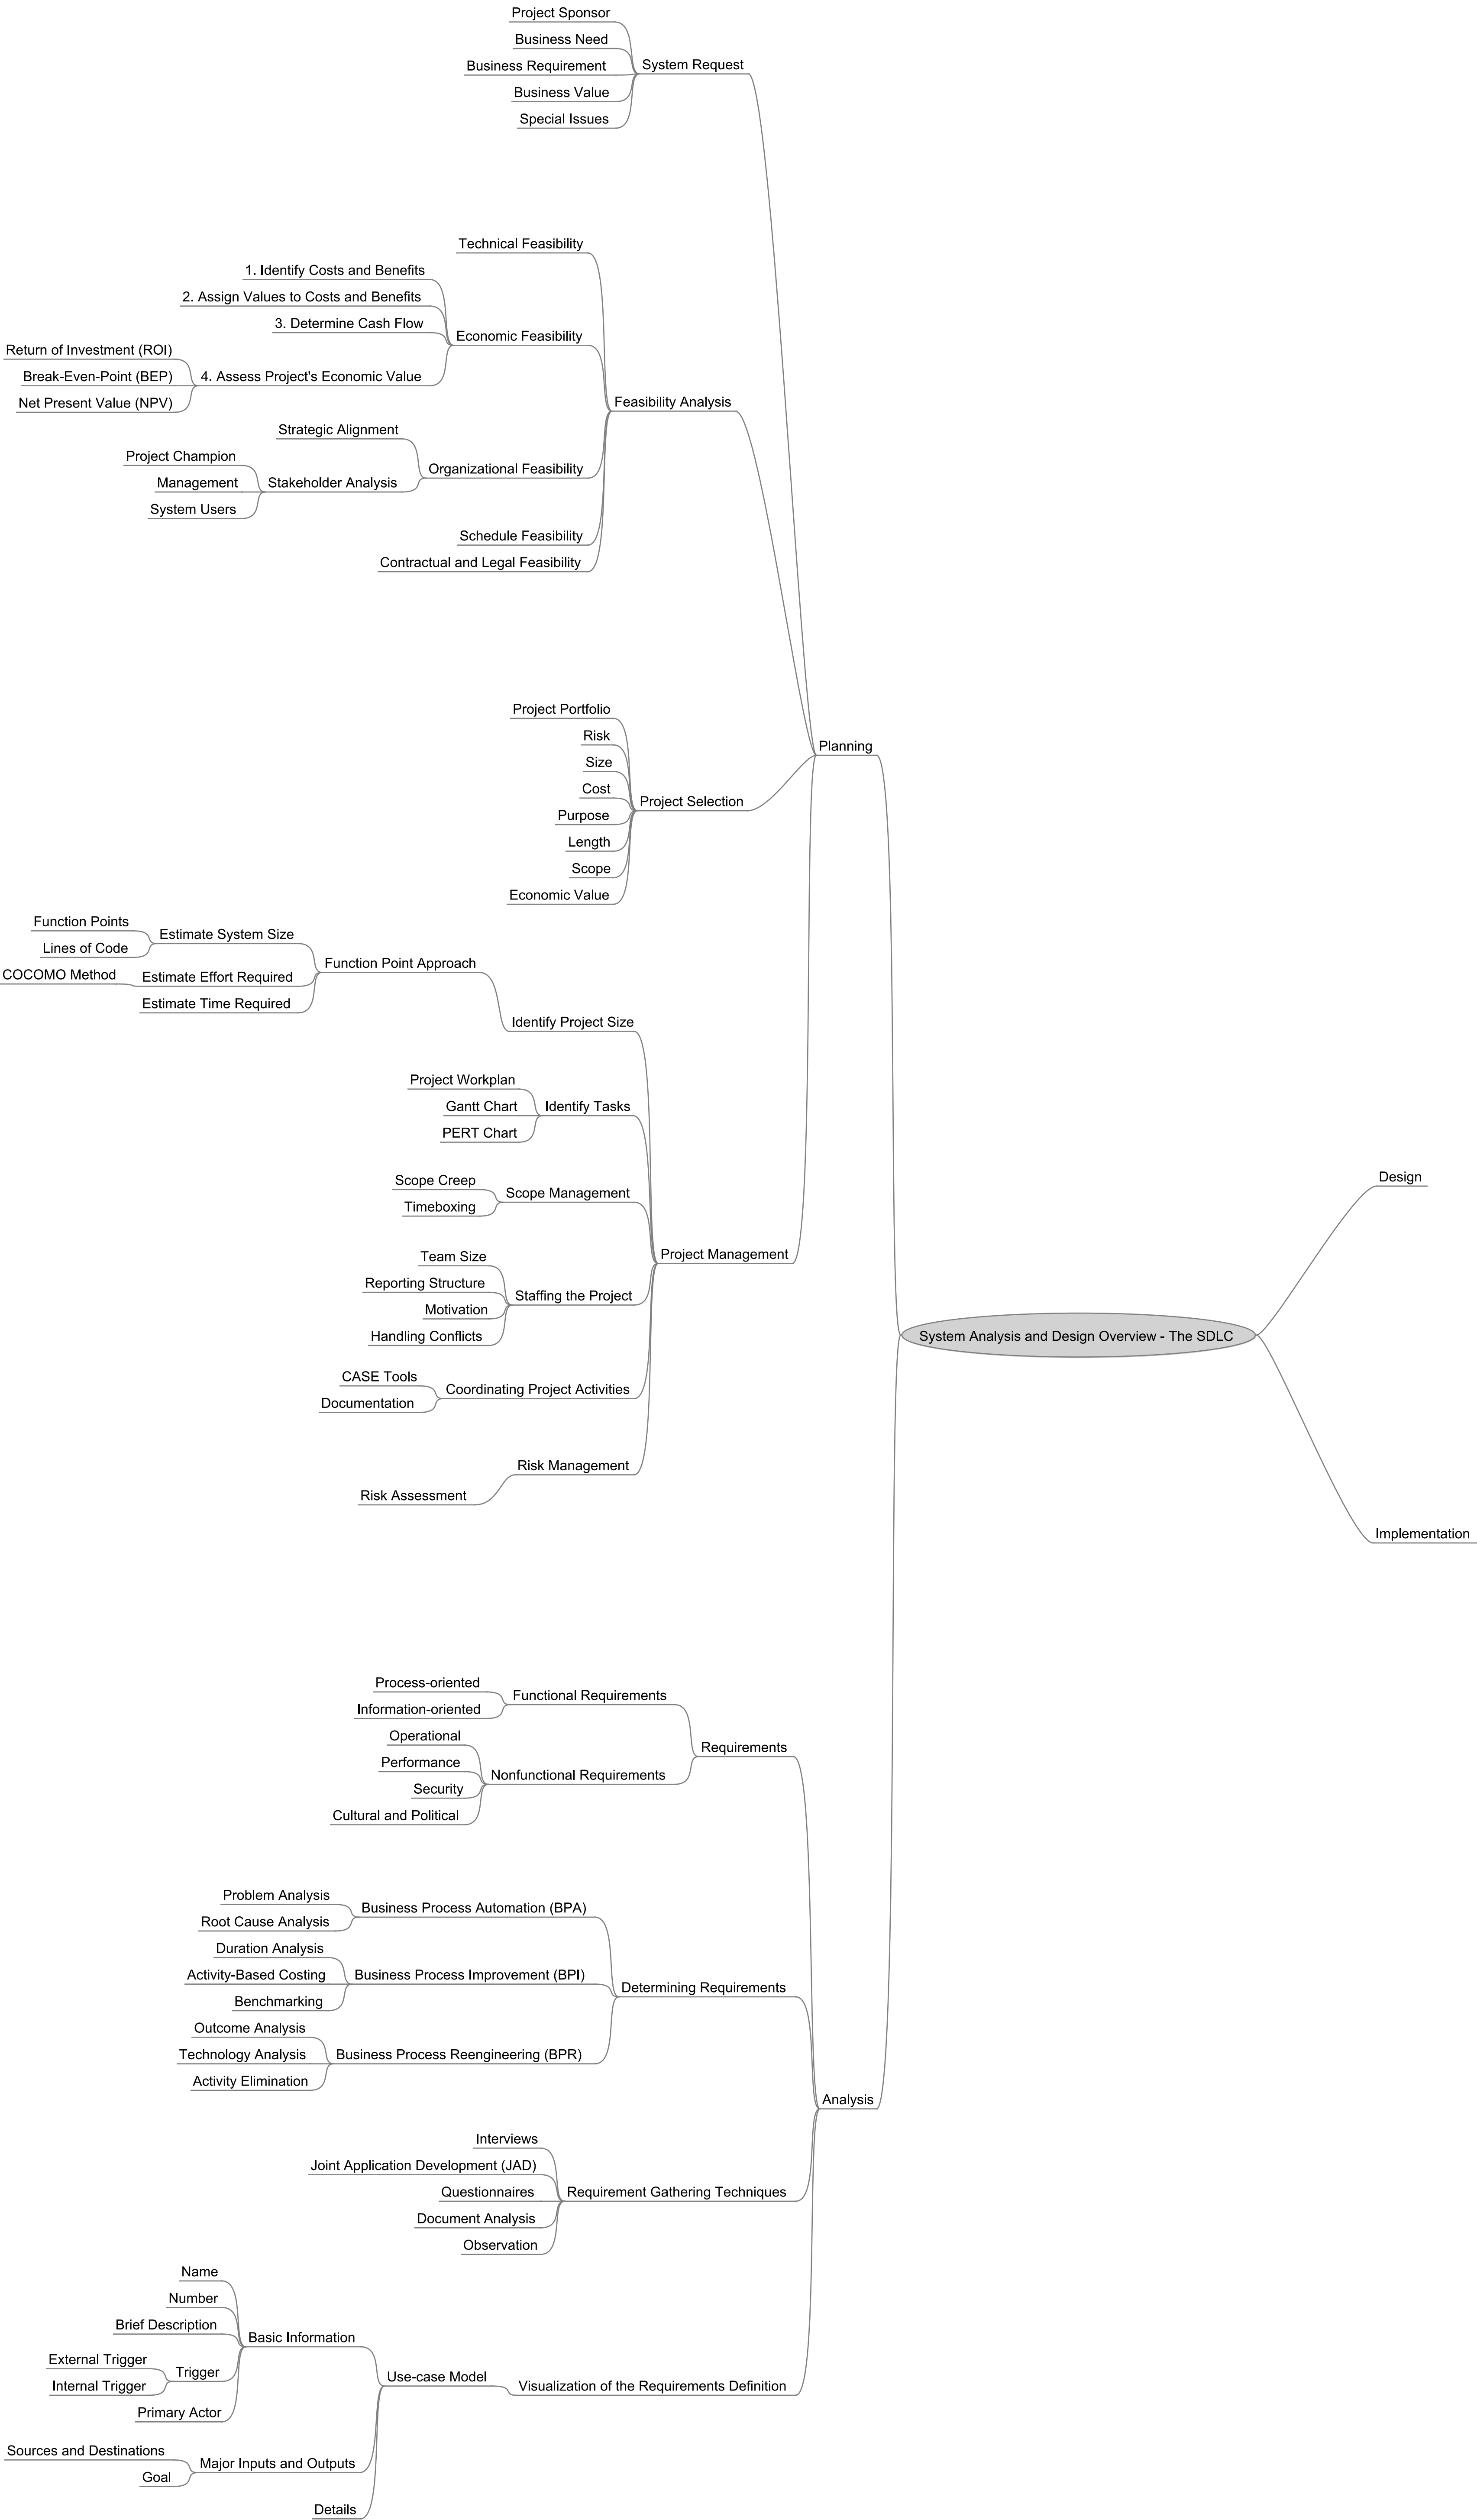 Project Sponsor
Business Need
System Request
Business Requirement
Business Value
Special Issues
Technical Feasibility
1. Identify Costs and Benefits
2. Assign Values to Costs and Benefits
3. Determine Cash Flow
Economic Feasibility
Return of Investment (ROI)
Break-Even-Point (BEP)
4. Assess Project's Economic Value
Net Present Value (NPV)
Feasibility Analysis
Strategic Alignment
Project Champion
Organizational Feasibility
Management
Stakeholder Analysis
System Users
Schedule Feasibility
Contractual and Legal Feasibility
Project Portfolio
Risk
Planning
Size
Cost
Project Selection
Purpose
Length
Scope
Economic Value
Function Points
Estimate System Size
Lines of Code
Function Point Approach
COCOMO Method
Estimate Effort Required
Estimate Time Required
Identify Project Size
Project Workplan
Gantt Chart
Identify Tasks
PERT Chart
Scope Creep
Scope Management
Timeboxing
Project Management
Team Size
Reporting Structure
Staffing the Project
Motivation
Handling Conflicts
CASE Tools
Coordinating Project Activities
Documentation
Risk Management
Risk Assessment
Design
System Analysis and Design Overview - The SDLC
Implementation
Process-oriented
Functional Requirements
Information-oriented
Operational
Requirements
Performance
Nonfunctional Requirements
Security
Cultural and Political
Problem Analysis
Business Process Automation (BPA)
Root Cause Analysis
Duration Analysis
Activity-Based Costing
Business Process Improvement (BPI)
Determining Requirements
Benchmarking
Outcome Analysis
Technology Analysis
Business Process Reengineering (BPR)
Activity Elimination
Analysis
Interviews
Joint Application Development (JAD)
Questionnaires
Requirement Gathering Techniques
Document Analysis
Observation
Name
Number
Brief Description
Basic Information
External Trigger
Trigger
Internal Trigger
Use-case Model
Visualization of the Requirements Definition
Primary Actor
Sources and Destinations
Major Inputs and Outputs
Goal
Details